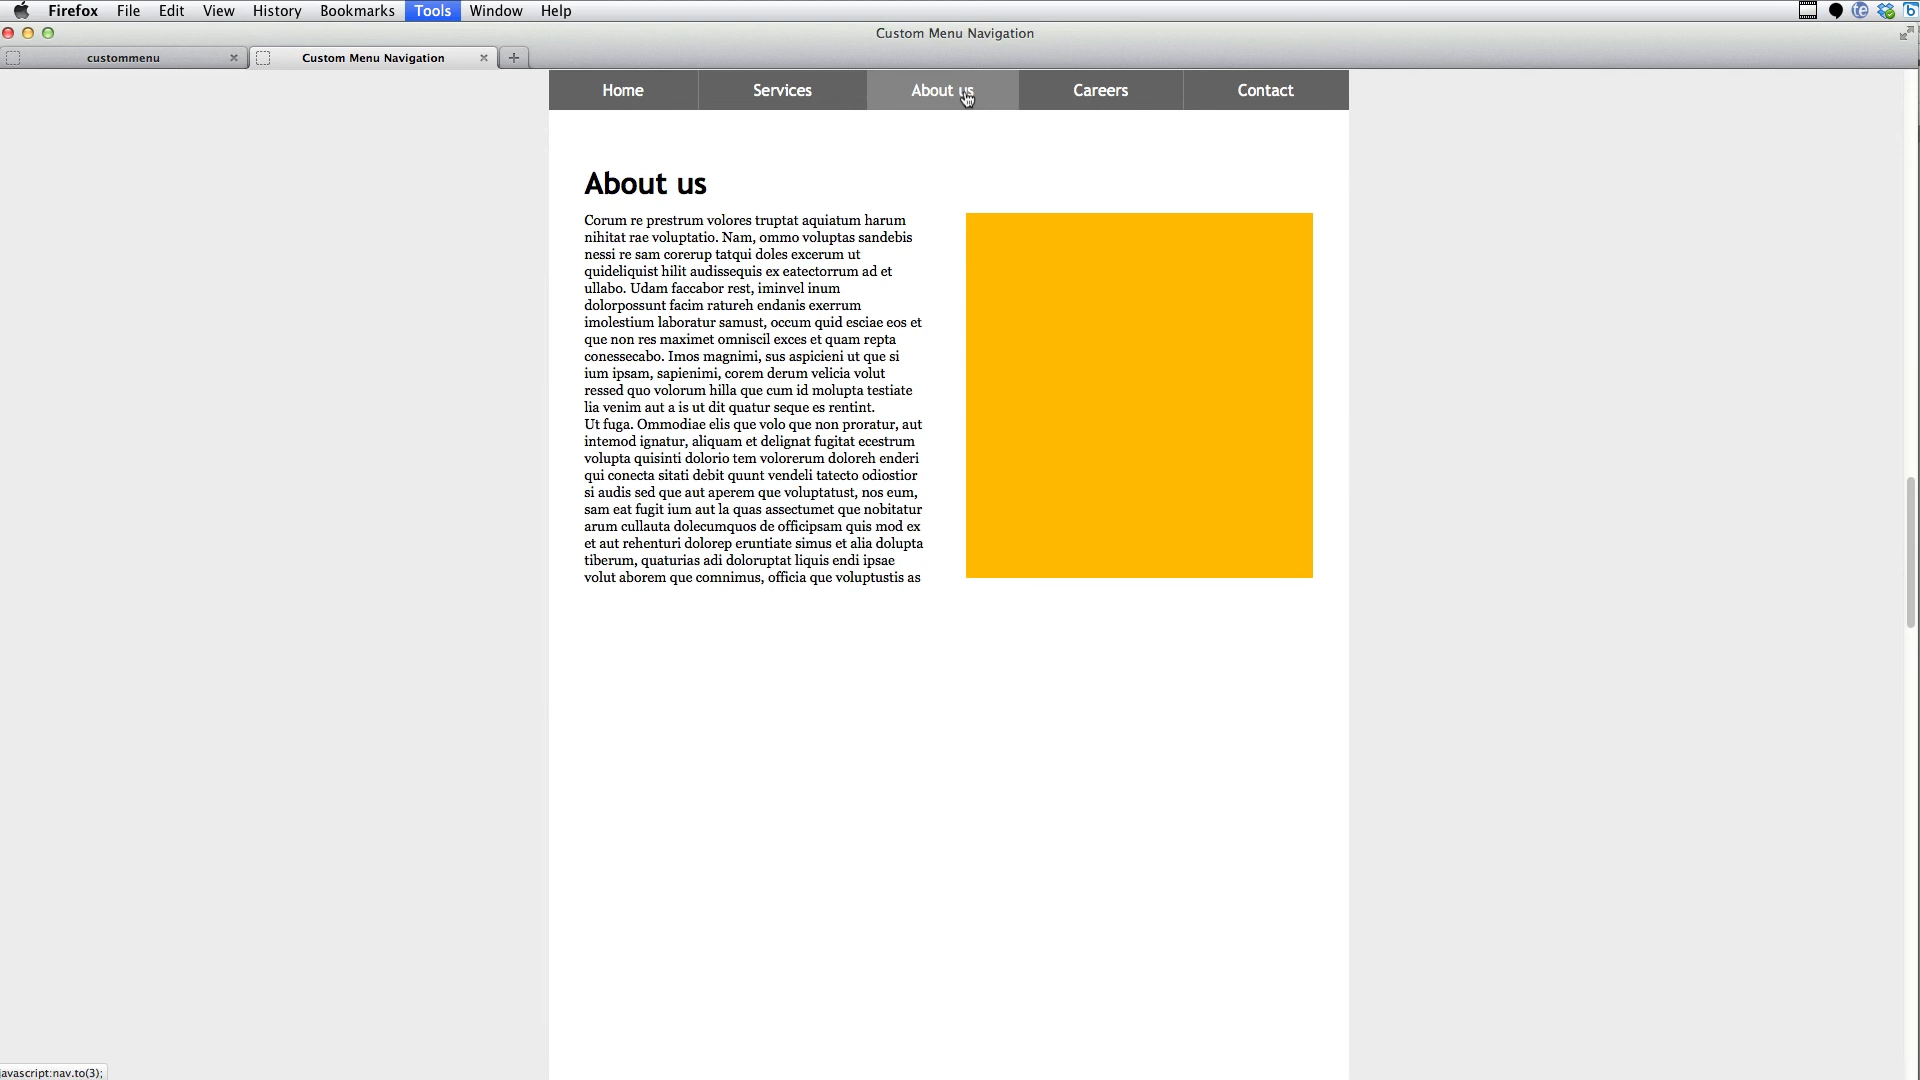 Firefox File Edit View History Bookmarks Tools Window Help
Custom Menu Navigation
custommenu
Custom Menu Navigation
Home Services About us Careers Contact
About us
Corum re prestrum volores truptat aquiatum harum
nihitat rae voluptatio. Nam, ommo voluptas sandebis
nessi re sam corerup tatqui doles excerum ut
quideliquist hilit audissequis ex eatectorrum ad et
ullabo. Udam faccabor rest, iminvel inum
dolorpossunt facim ratureh endanis exerrum
imolestium laboratur samust, occum quid esciae eos et
que non res maximet omniscil exces et quam repta
conessecabo. Imos magnimi, sus aspicieni ut que si
ium ipsam, sapienimi, corem derum velicia volut
ressed quo volorum hilla que cum id molupta testiate
lia venim aut a is ut dit quatur seque es rentint.
Ut fuga. Ommodiae elis que volo que non proratur, aut
intemod ignatur, aliquam et delignat fugitat ecestrum
volupta quisinti dolorio tem volorerum doloreh enderi
qui conecta sitati debit quunt vendeli tatecto odiostior
si audis sed que aut aperem que voluptatust, nos eum,
sam eat fugit ium aut la quas assectumet que nobitatur
arum cullauta dolecumquos de officipsam quis mod ex
et aut rehenturi dolorep eruntiate simus et alia dolupta
tiberum, quaturias adi doloruptat liquis endi ipsae
volut aborem que comnimus, officia que voluptustis as
avascript:nav.to(3);